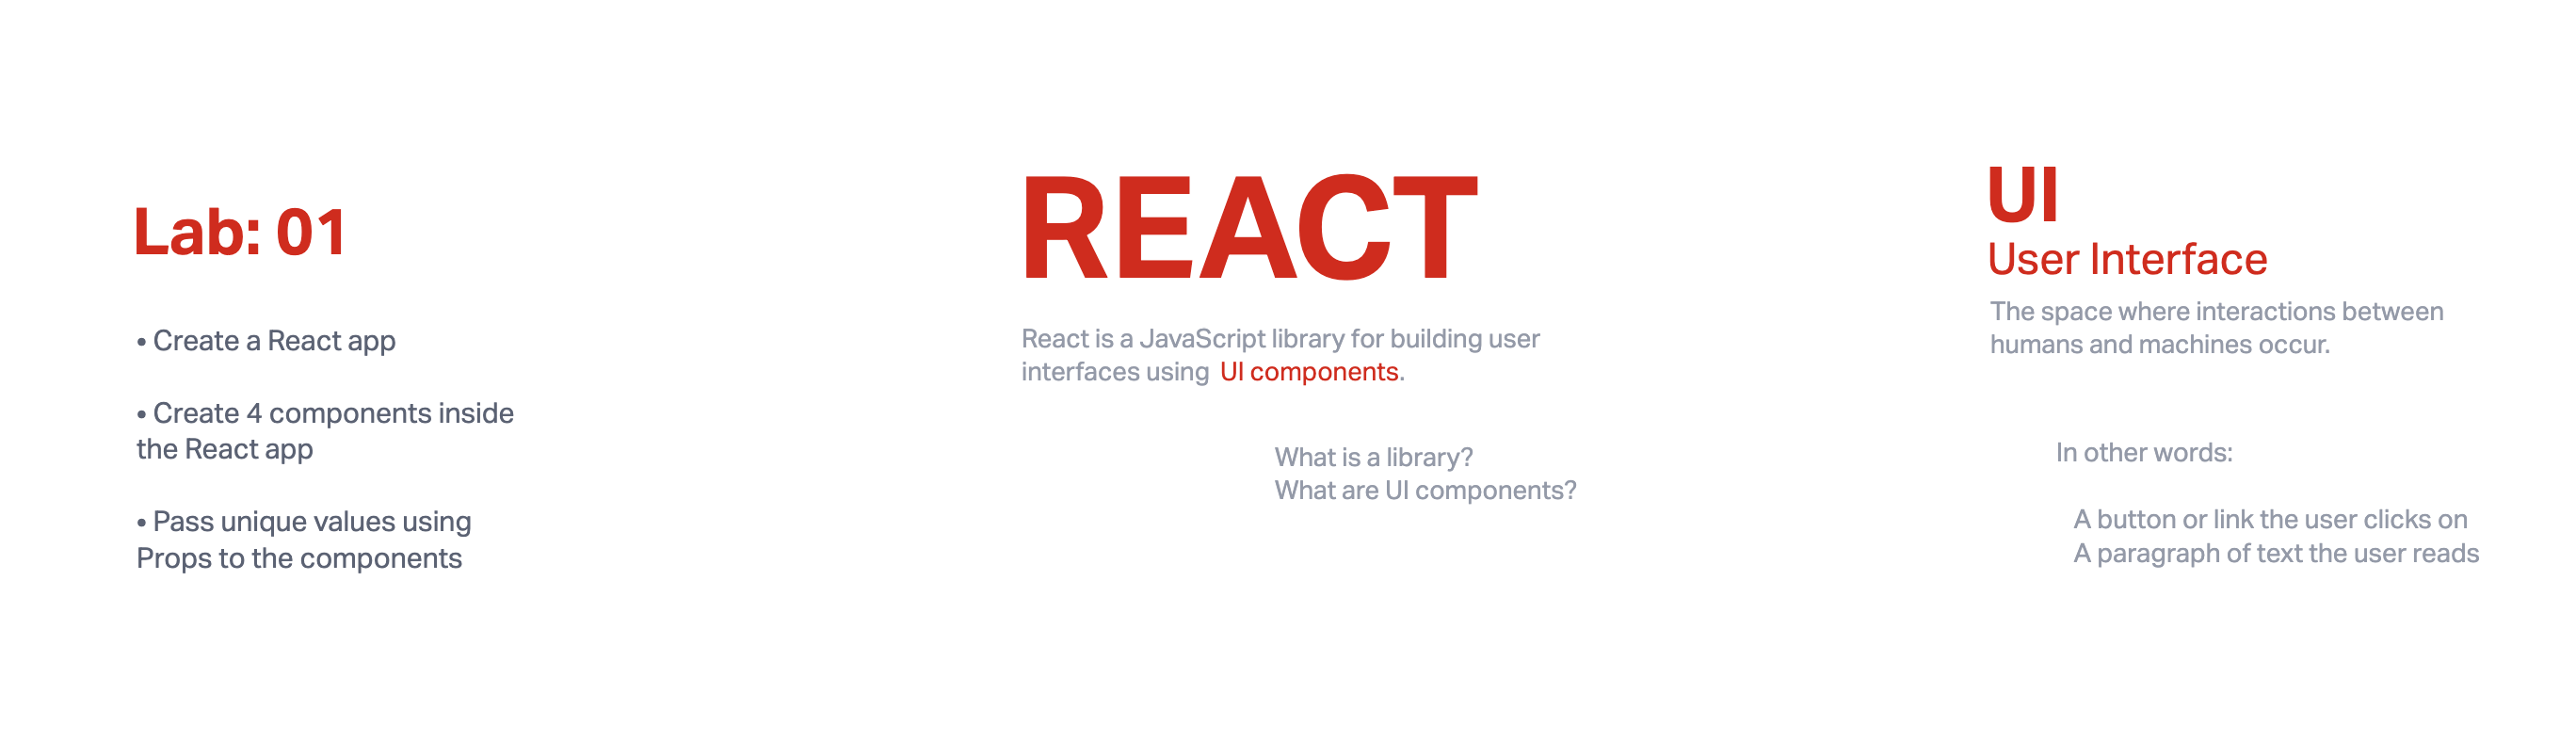 Lab: 01
• Create a React app
• Create 4 components inside
the React app
• Pass unique values using
Props to the components
REACT
React is a JavaScript library for building user
interfaces using UI components.
What is a library?
What are UI components?
UI
User Interface
The space where interactions between
humans and machines occur.
In other words:
A button or link the user clicks on
A paragraph of text the user reads